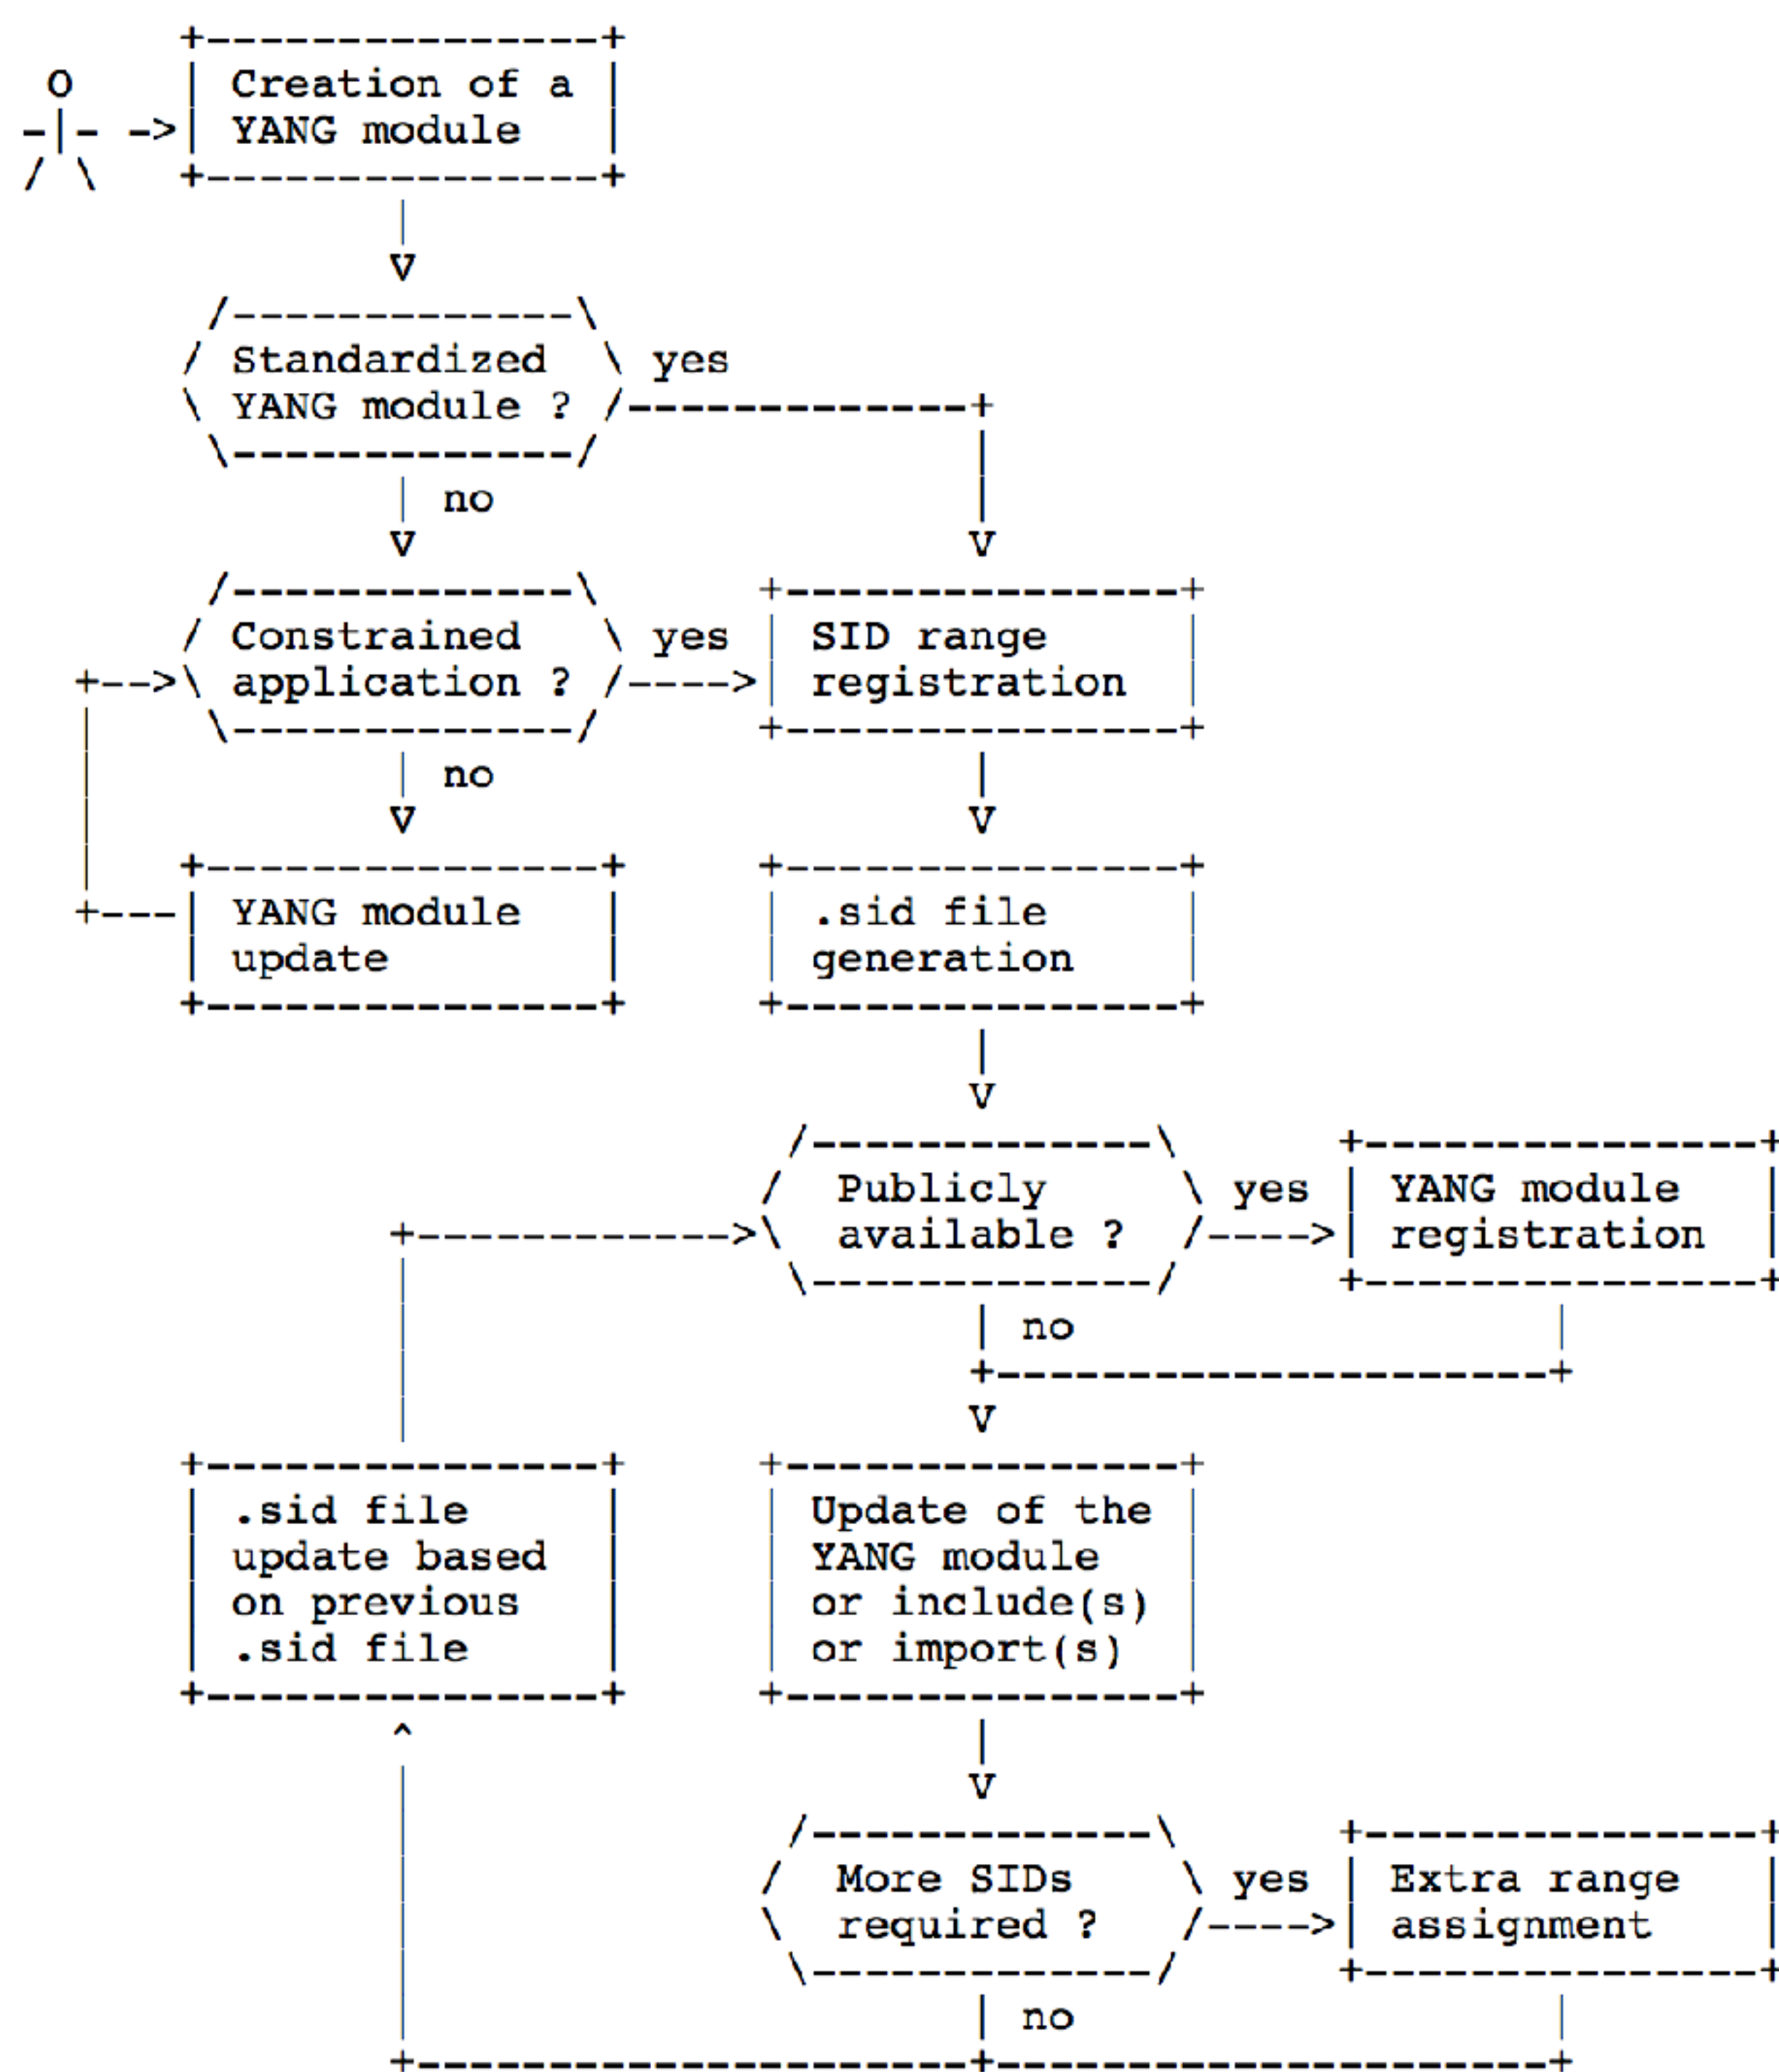 Creation of a
YANG module
Standardized
YANG module ?
yes
no
Constrained
application ?
yes
SID range
registration
no
YANG module
update
.sid file
generation
Publicly
available ?
yes
YANG module
registration
no
.sid file
update based
on previous
.sid file
Update of the
YANG module
or include(s)
or import(s)
More SIDs
required ?
yes
Extra range
assignment
no